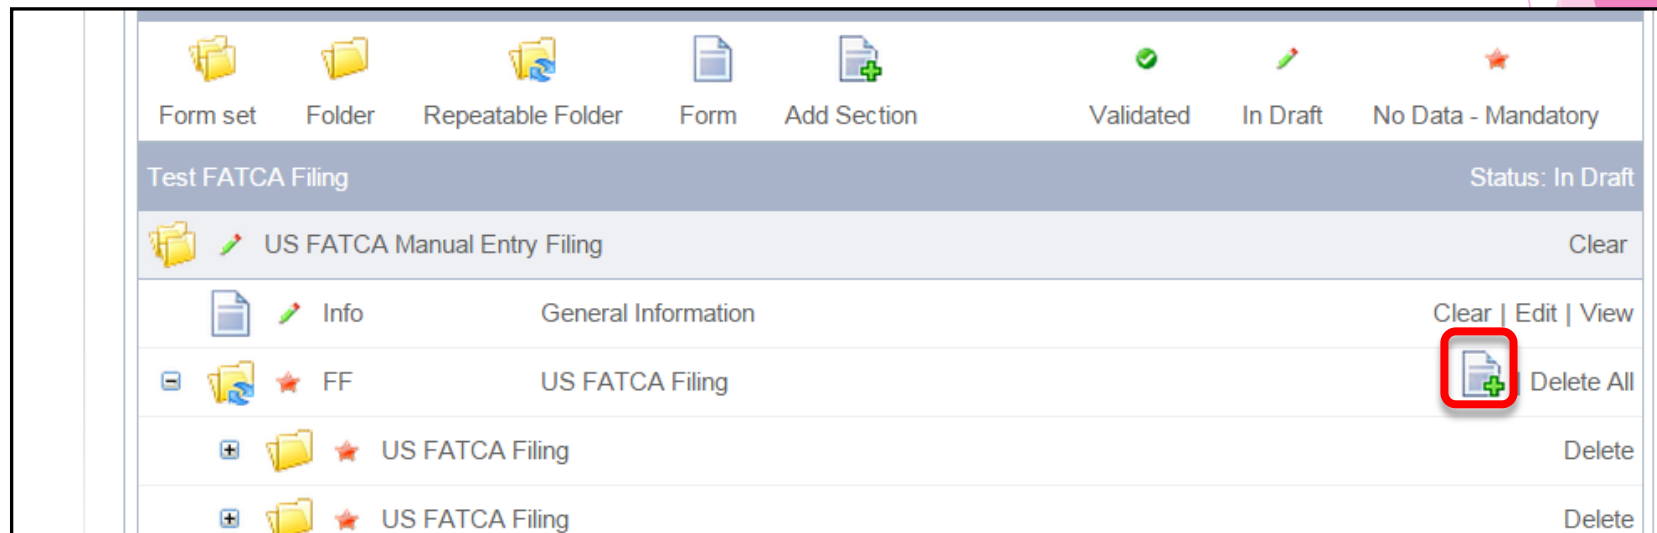 Form set Folder Repeatable Folder Form Add Section Validated In Draft No Data - Mandatory
Test FATCA Filing Status: In Draft
US FATCA Manual Entry Filing Clear
Info General Information Clear | Edit | View
FF US FATCA Filing | Delete All
US FATCA Filing Delete
US FATCA Filing Delete